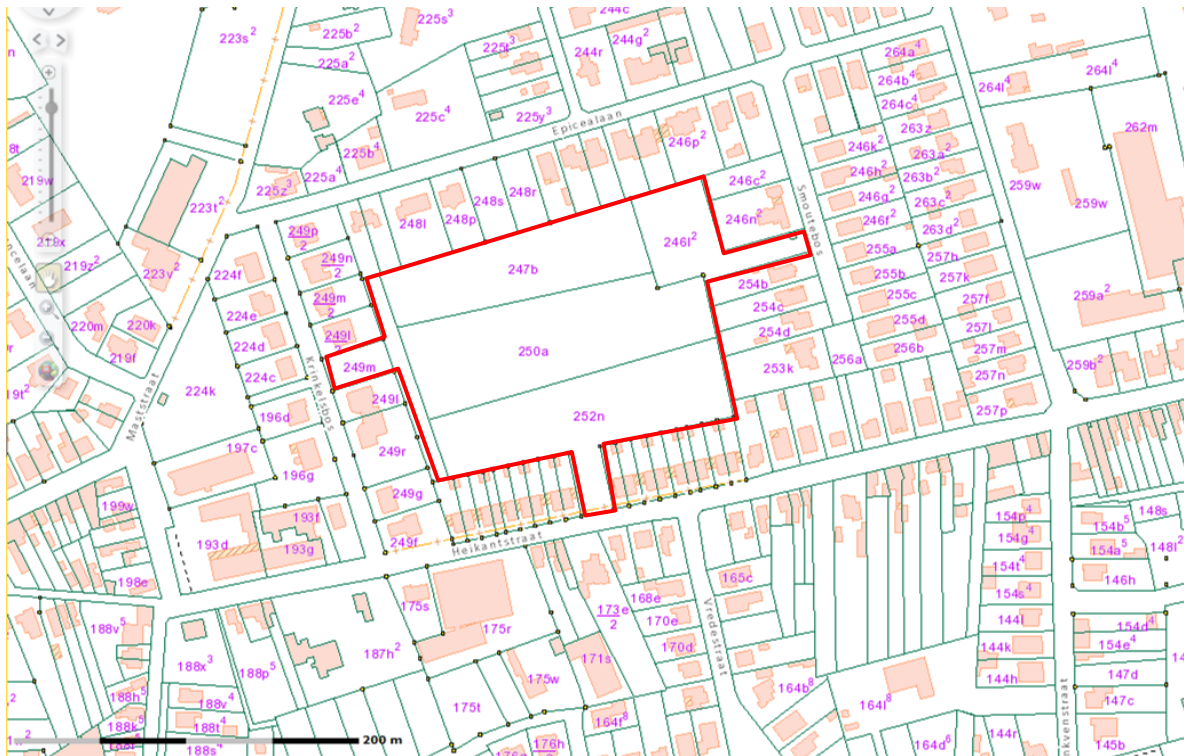 223s²
225b²
225s³
225a²
225t³
244c
244g²
244r
264a⁴
264b⁴
264l⁴
264l⁴
264c⁴
262m
225e⁴
225c⁴
225y³
Epicealaan
263z
8t
225b⁴
246p²
246k²
263a²
219w
225a⁴
225z³
246c²
246h²
263b²
259w
259w
223t²
248r
248s
248p
248l
246n²
Smoutebos
246g²
263c²
246f²
263d²
219x
249p
2
246l²
255a
257h
219z²
223v²
224f
249n
2
247b
254b
255b
257k
259a²
249m
2
254c
255c
257f
220m
220k
224e
249l
2
254d
255d
257l
219f
224d
250a
256b
257m
249m
253k
256a
259b²
19t²
224k
224c
Krinkelsbos
249l
257n
Maststraat
196d
252n
257p
197c
249r
196g
249g
199w
193f
193d
193g
249f
Heikantstraat
154p⁴
148s
154b⁵
154g⁴
154a⁵
148l²
198e
165c
154t⁴
146h
168e
175s
173e
2
Vredestraat
154s⁴
188v⁵
170e
144l
154d⁴
175r
187h²
170d
144k
154e⁴
188x³
188p⁵
171s
147d
175w
164b⁸
144h
188h⁵
188v⁴
147c
175t
164f⁸
164l⁸
188k⁵
188t⁴
144r
200 m
188s⁴
176h
164d⁶
145b